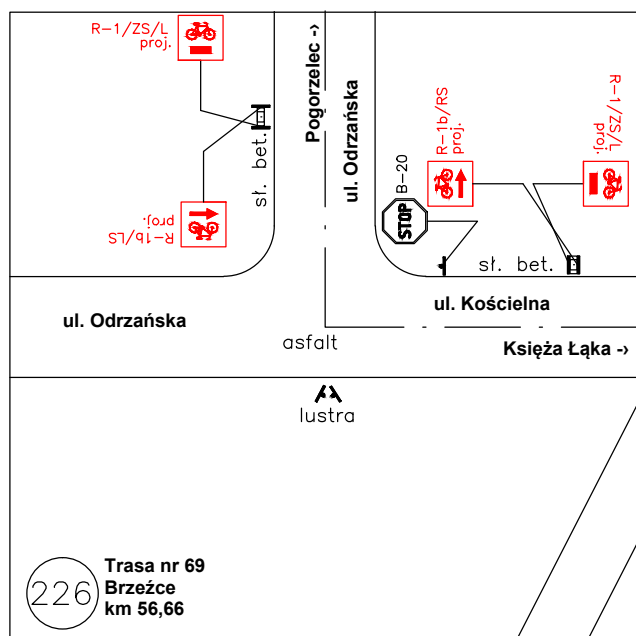 R-1/ZS/L
proj.
Pogorzelec ->
ul. Odrzańska
sł. bet.
R-1b/LS
proj.
R-1b/RS
proj.
R-1/ZS/L
proj.
B-20
STOP
sł. bet.
ul. Odrzańska
ul. Kościelna
asfalt
Księża Łąka ->
lustra
226
Trasa nr 69
Brzeźce
km 56,66